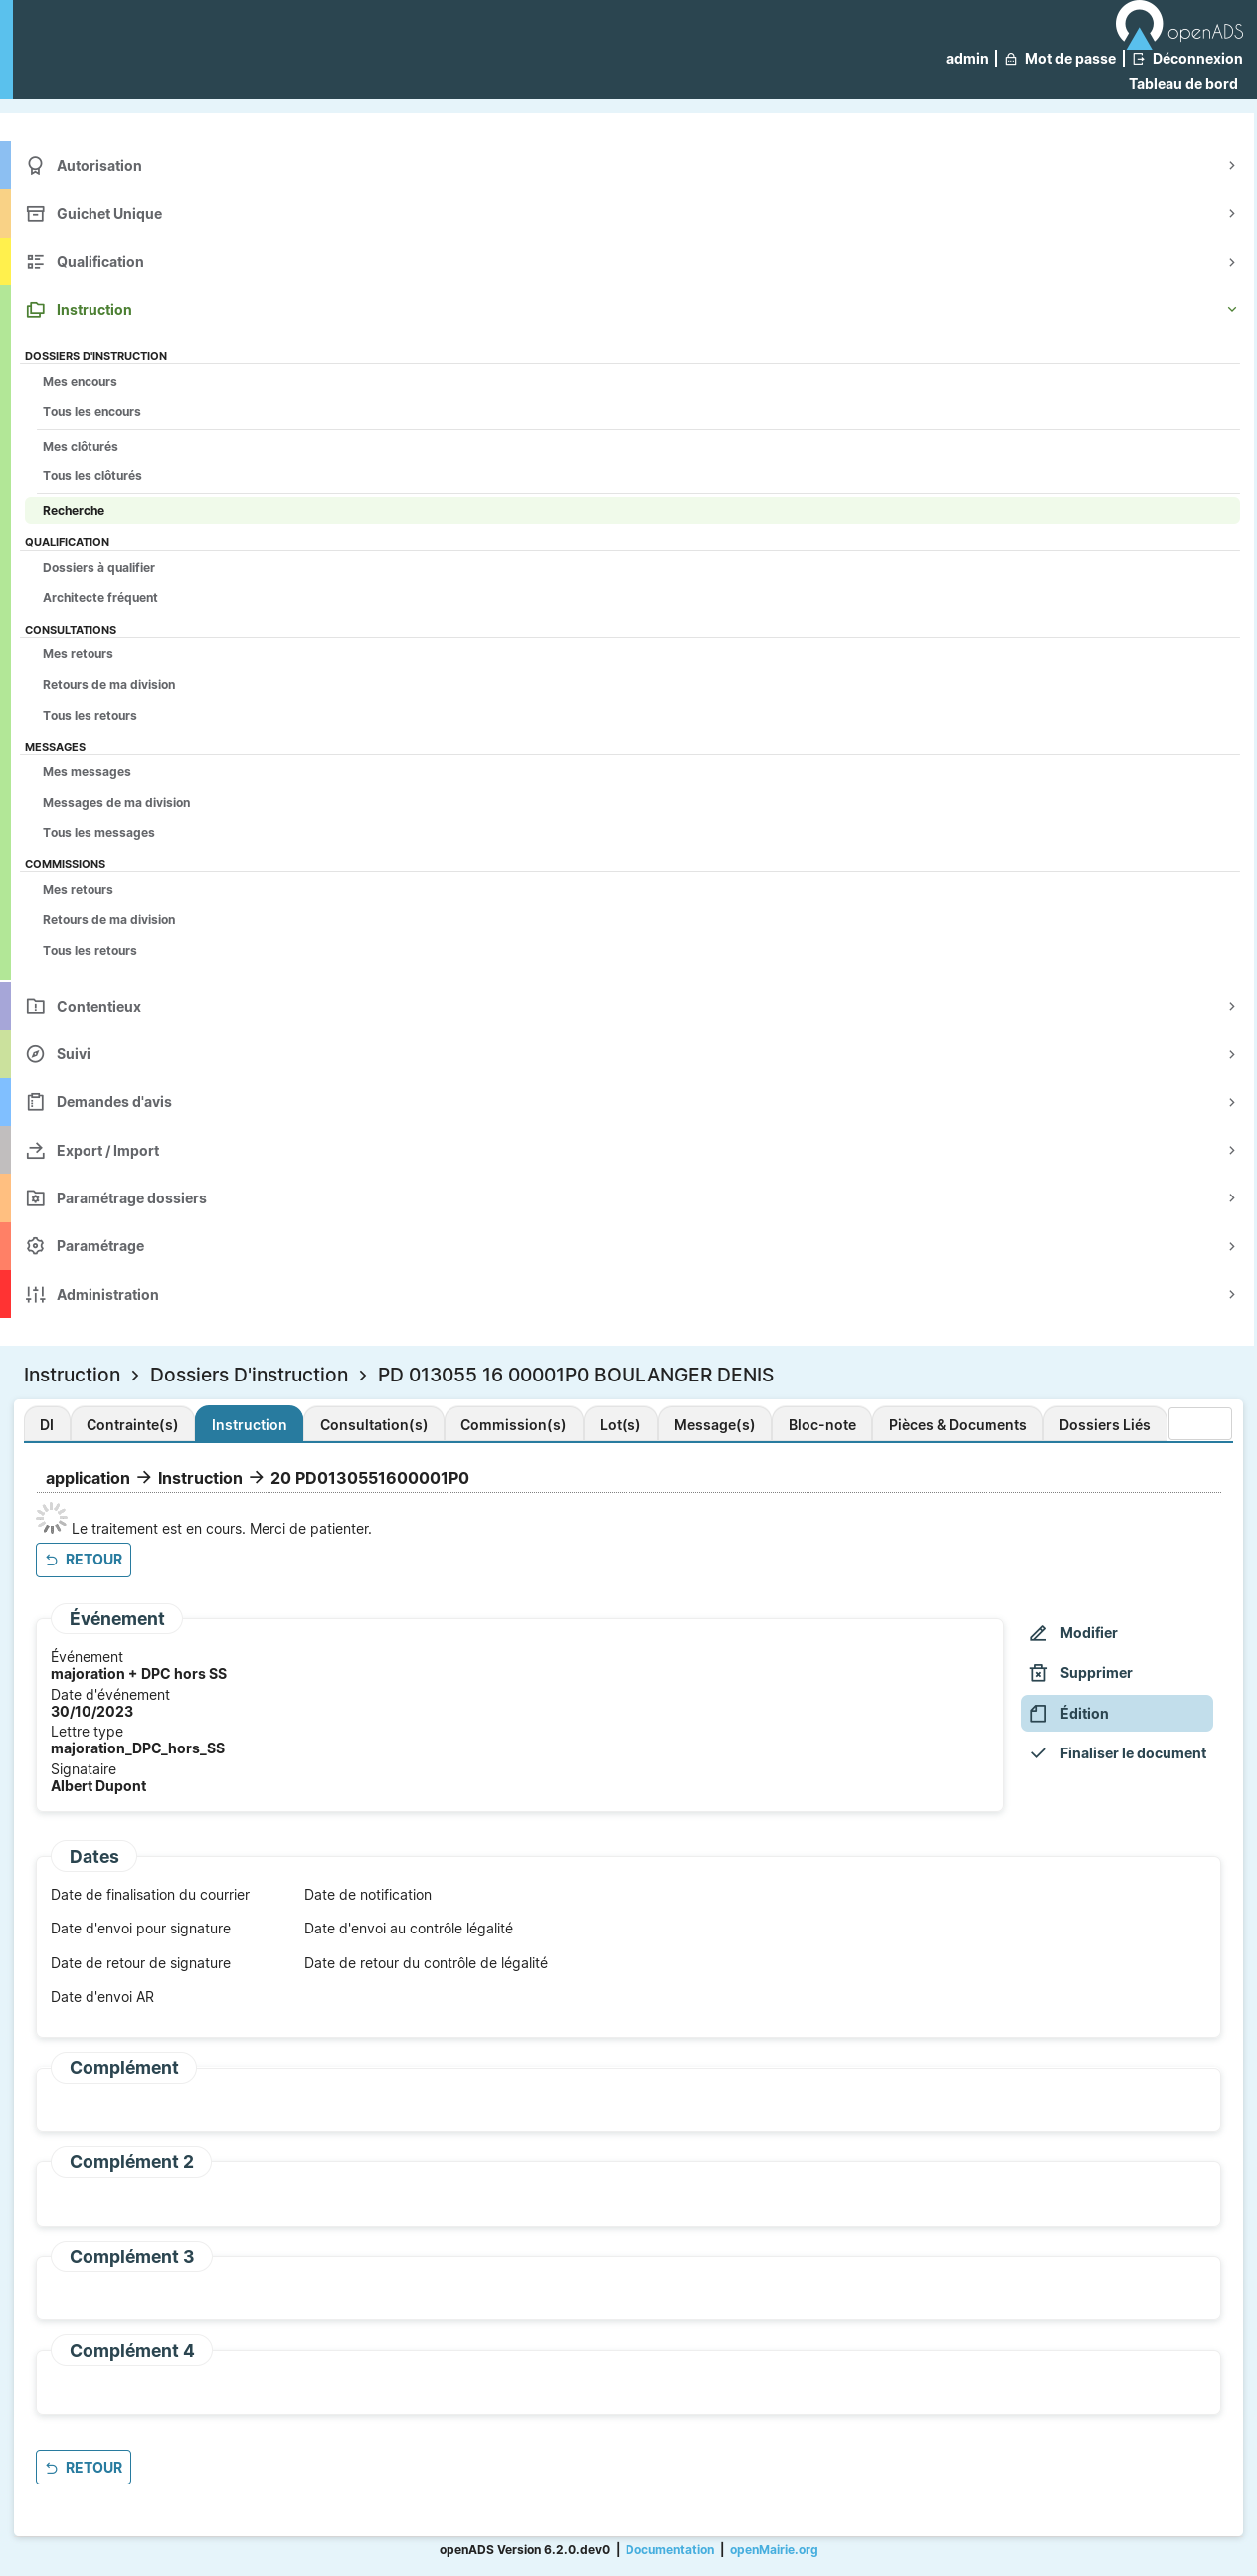 openADS
admin | Mot de passe | Déconnexion
Tableau de bord
Autorisation
Guichet Unique
Qualification
Instruction
DOSSIERS D'INSTRUCTION
Mes encours
Tous les encours
Mes clôturés
Tous les clôturés
Recherche
QUALIFICATION
Dossiers à qualifier
Architecte fréquent
CONSULTATIONS
Mes retours
Retours de ma division
Tous les retours
MESSAGES
Mes messages
Messages de ma division
Tous les messages
COMMISSIONS
Mes retours
Retours de ma division
Tous les retours
Contentieux
Suivi
Demandes d'avis
Export / Import
Paramétrage dossiers
Paramétrage
Administration
Instruction > Dossiers D'instruction > PD 013055 16 00001P0 BOULANGER DENIS
DI Contrainte(s) Instruction Consultation(s) Commission(s) Lot(s) Message(s) Bloc-note Pièces & Documents Dossiers Liés
application → Instruction → 20 PD0130551600001P0
Le traitement est en cours. Merci de patienter.
RETOUR
Événement
Événement
majoration + DPC hors SS
Date d'événement
30/10/2023
Lettre type
majoration_DPC_hors_SS
Signataire
Albert Dupont
Modifier
Supprimer
Édition
Finaliser le document
Dates
Date de finalisation du courrier Date de notification
Date d'envoi pour signature Date d'envoi au contrôle légalité
Date de retour de signature Date de retour du contrôle de légalité
Date d'envoi AR
Complément
Complément 2
Complément 3
Complément 4
RETOUR
openADS Version 6.2.0.dev0 | Documentation | openMairie.org